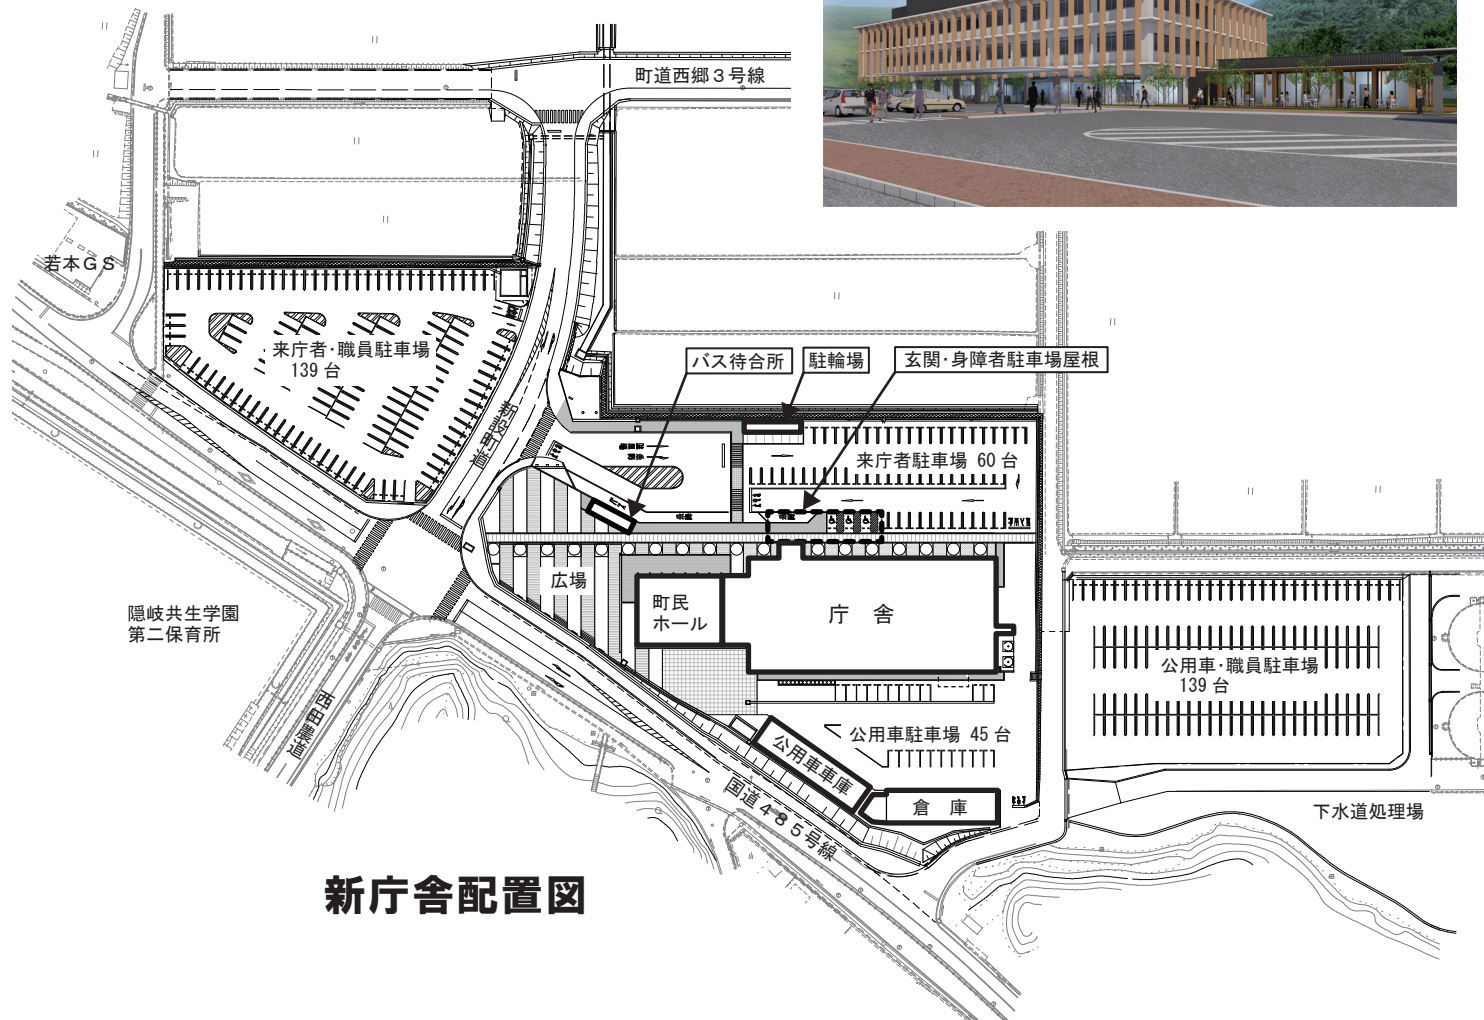 町道西郷3号線
若本GS
来庁者・職員駐車場
139 台
バス待合所
駐輪場
玄関・身障者駐車場屋根
新役庁道
来庁者駐車場 60 台
広場
町民
ホール
庁 舎
隠岐共生学園
第二保育所
西田農道
公用車・職員駐車場
139 台
公用車駐車場 45 台
公用車車庫
倉 庫
国道485号線
下水道処理場
新庁舎配置図